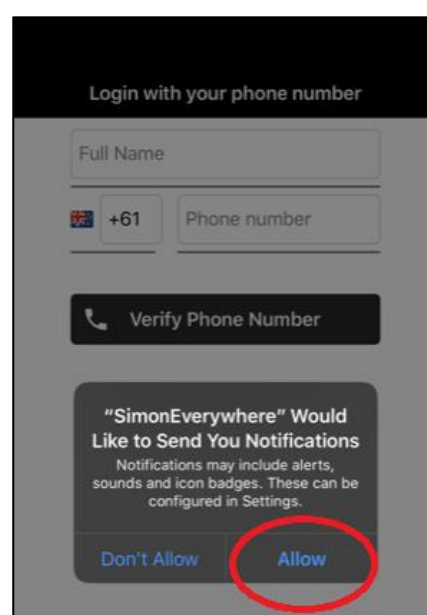 Login with your phone number
Full Name
+61 Phone number
Verify Phone Number
“SimonEverywhere” Would
Like to Send You Notifications
Notifications may include alerts,
sounds and icon badges. These can be
configured in Settings.
Don't Allow Allow